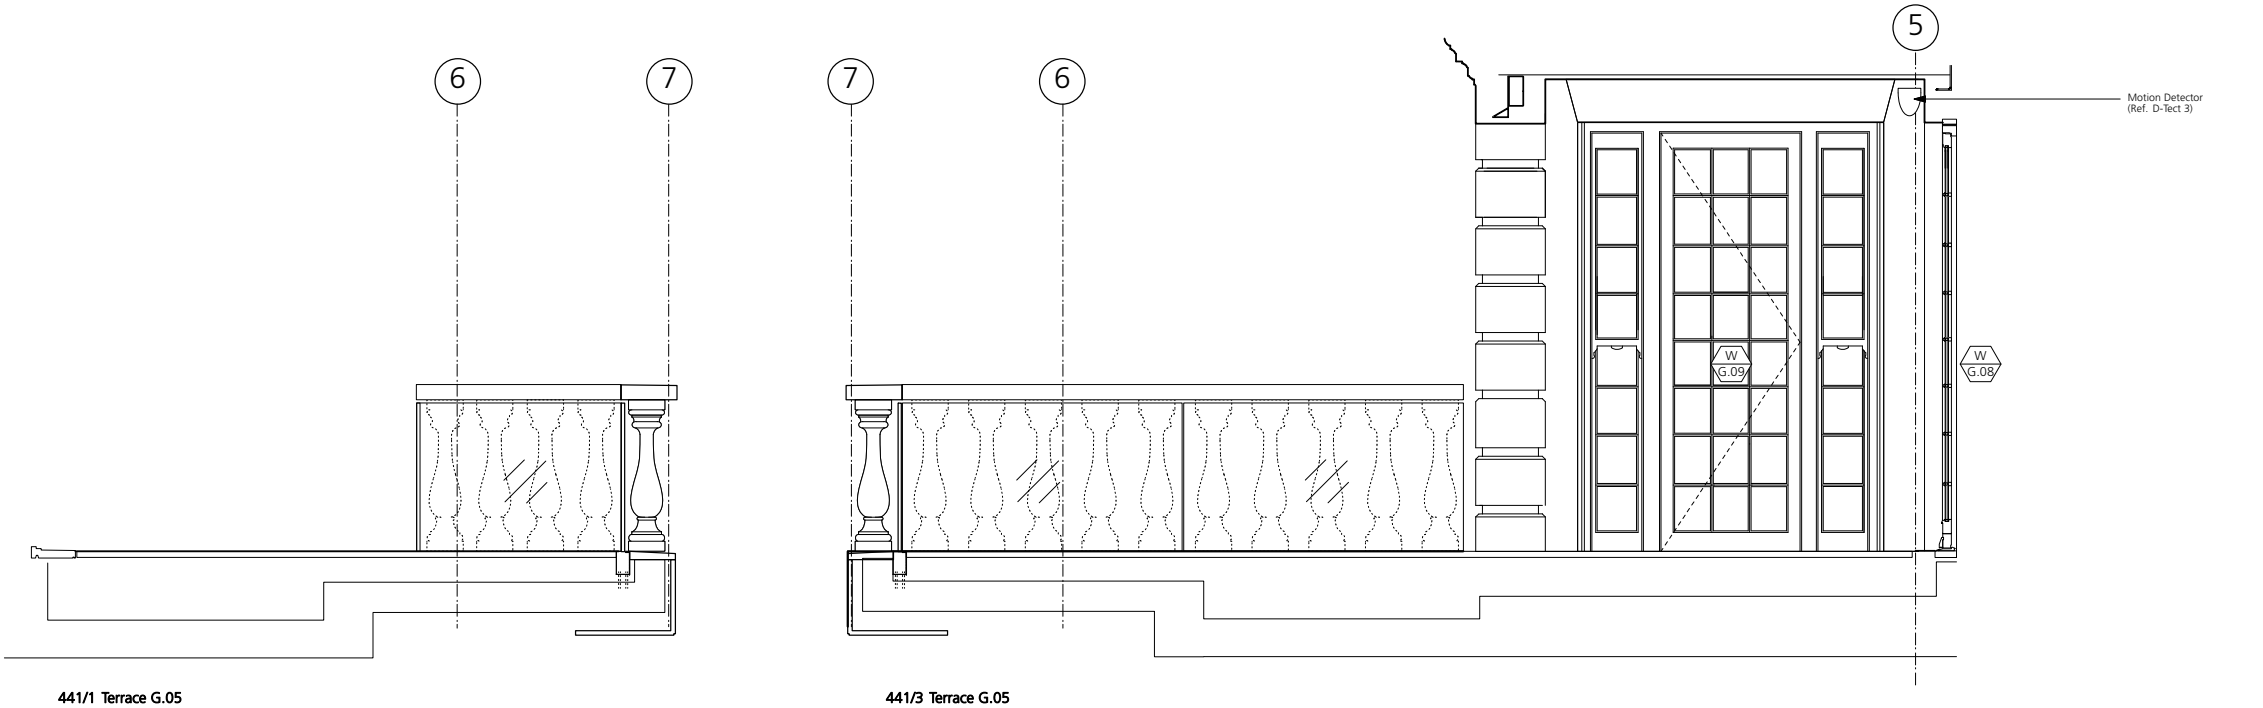 6
7
7
6
5
Motion Detector
(Ref. D-Tect 3)
W
G.09
W
G.08
441/1 Terrace G.05
441/3 Terrace G.05